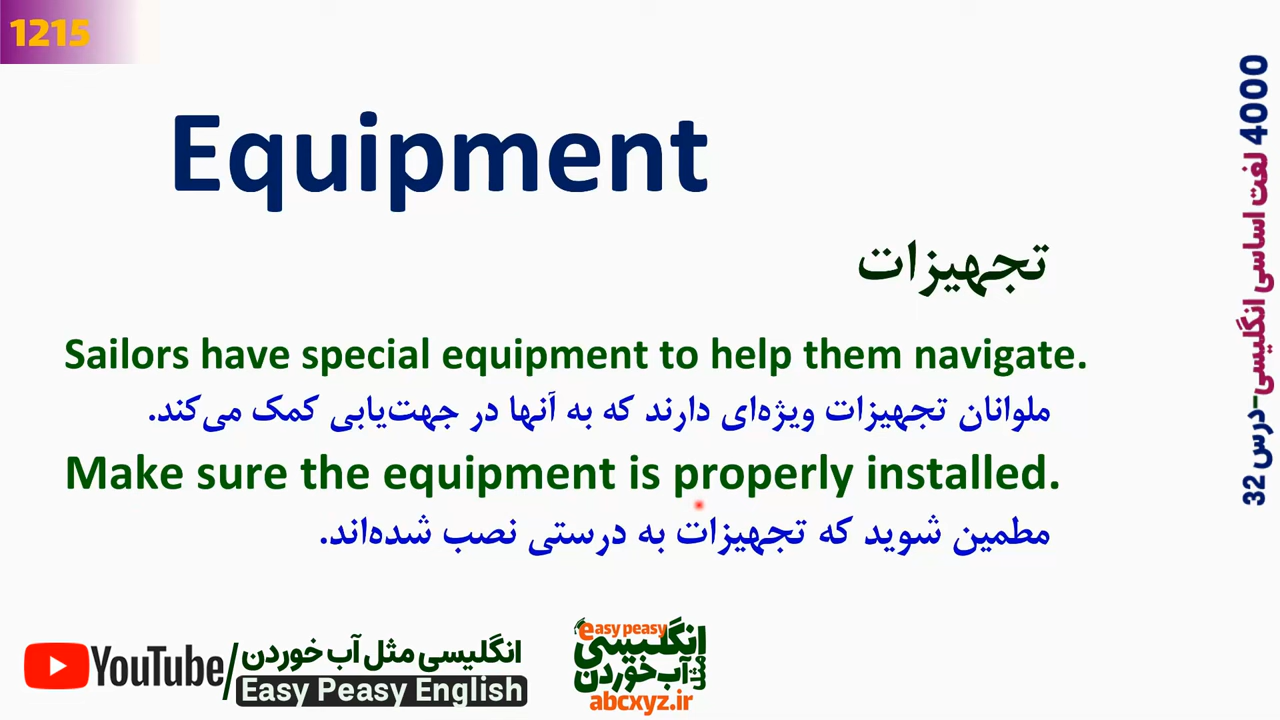 1215
Equipment
تجهیزات
Sailors have special equipment to help them navigate.
ملوانان تجهیزات ویژه‌ای دارند که به آنها در جهت‌یابی کمک می‌کند.
Make sure the equipment is properly installed.
مطمین شوید که تجهیزات به درستی نصب شده‌اند.
4000 لغت اساسی انگلیسی-درس 32
YouTube/انگلیسی مثل آب خوردن
Easy Peasy English
easy peasy
انگلیسی
مثل آب خوردن
abcxyz.ir